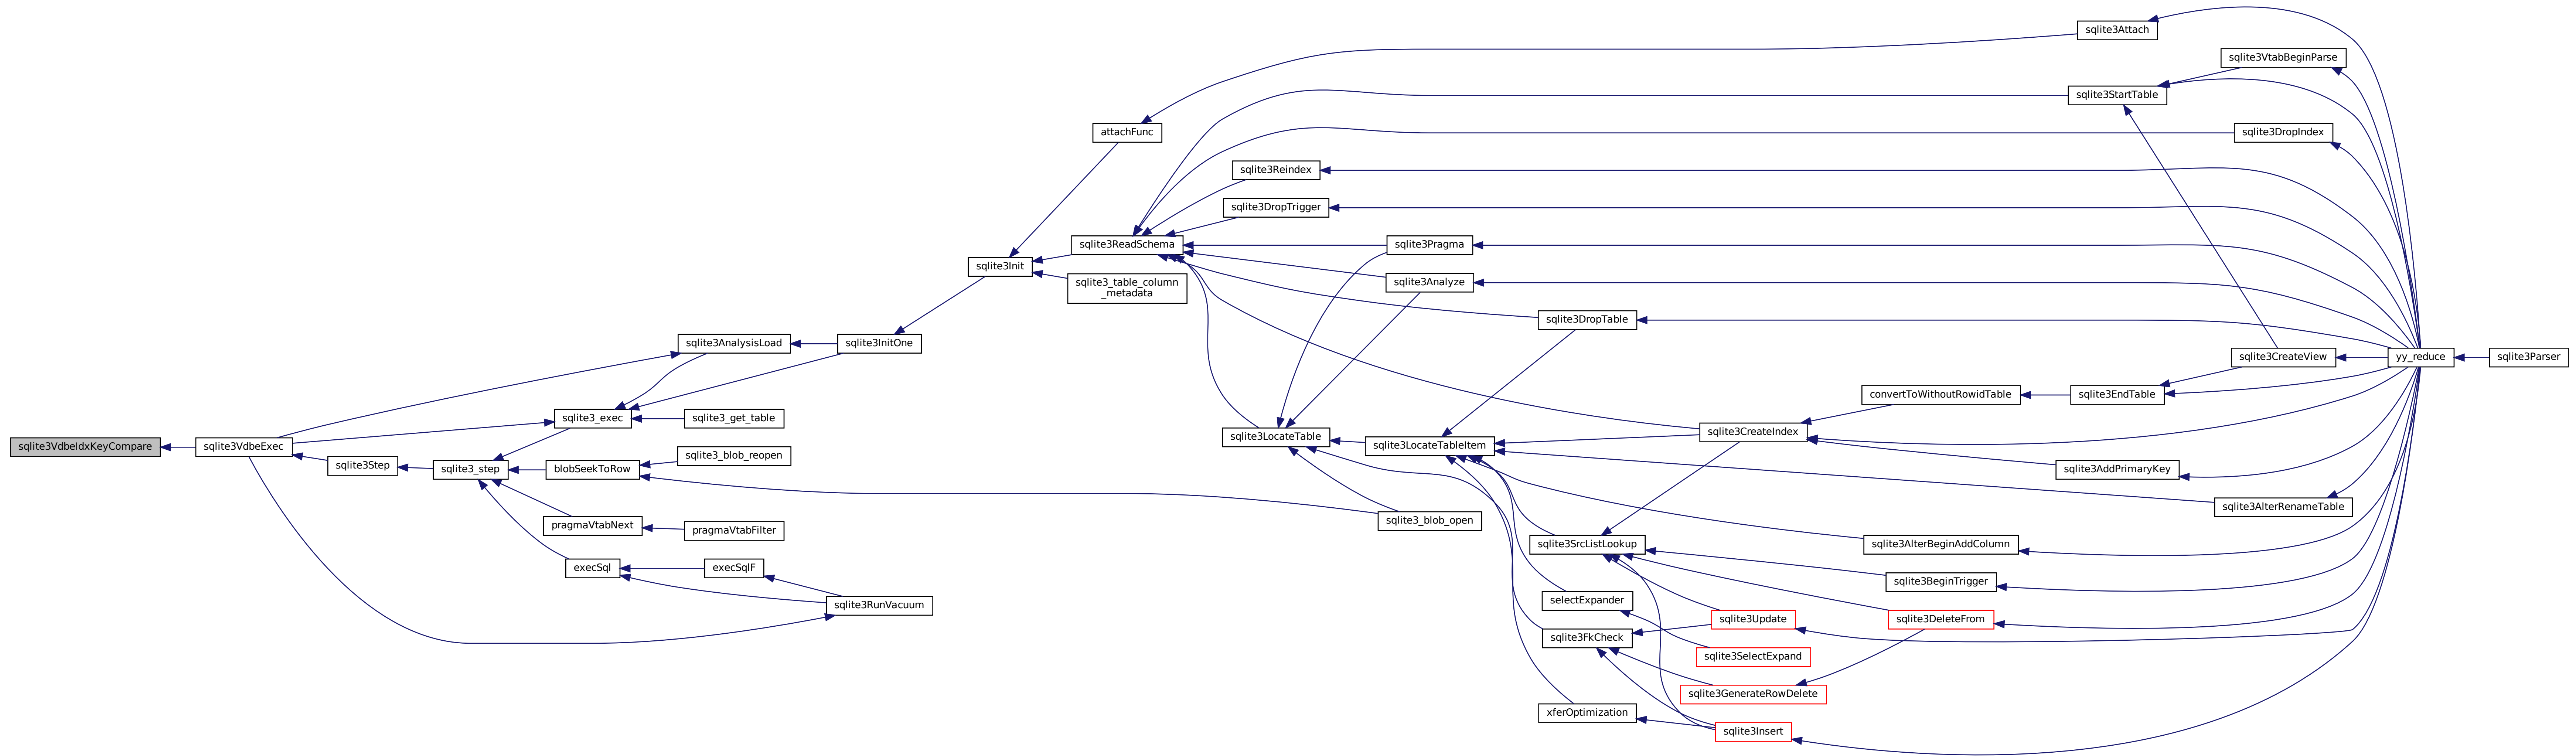 sqlite3VdbeIdxKeyCompare
sqlite3VdbeExec
sqlite3Step
sqlite3_step
sqlite3_exec
sqlite3AnalysisLoad
sqlite3_get_table
blobSeekToRow
sqlite3_blob_reopen
pragmaVtabNext
pragmaVtabFilter
execSql
execSqlF
sqlite3RunVacuum
sqlite3InitOne
sqlite3Init
attachFunc
sqlite3ReadSchema
sqlite3_table_column
_metadata
sqlite3Reindex
sqlite3DropTrigger
sqlite3LocateTable
sqlite3Pragma
sqlite3Analyze
sqlite3LocateTableItem
sqlite3_blob_open
sqlite3DropTable
sqlite3SrcListLookup
selectExpander
sqlite3FkCheck
xferOptimization
sqlite3CreateIndex
sqlite3Update
sqlite3SelectExpand
sqlite3GenerateRowDelete
sqlite3Insert
convertToWithoutRowidTable
sqlite3AlterBeginAddColumn
sqlite3BeginTrigger
sqlite3DeleteFrom
sqlite3Attach
sqlite3StartTable
sqlite3EndTable
sqlite3AddPrimaryKey
sqlite3VtabBeginParse
sqlite3DropIndex
sqlite3CreateView
sqlite3AlterRenameTable
yy_reduce
sqlite3Parser